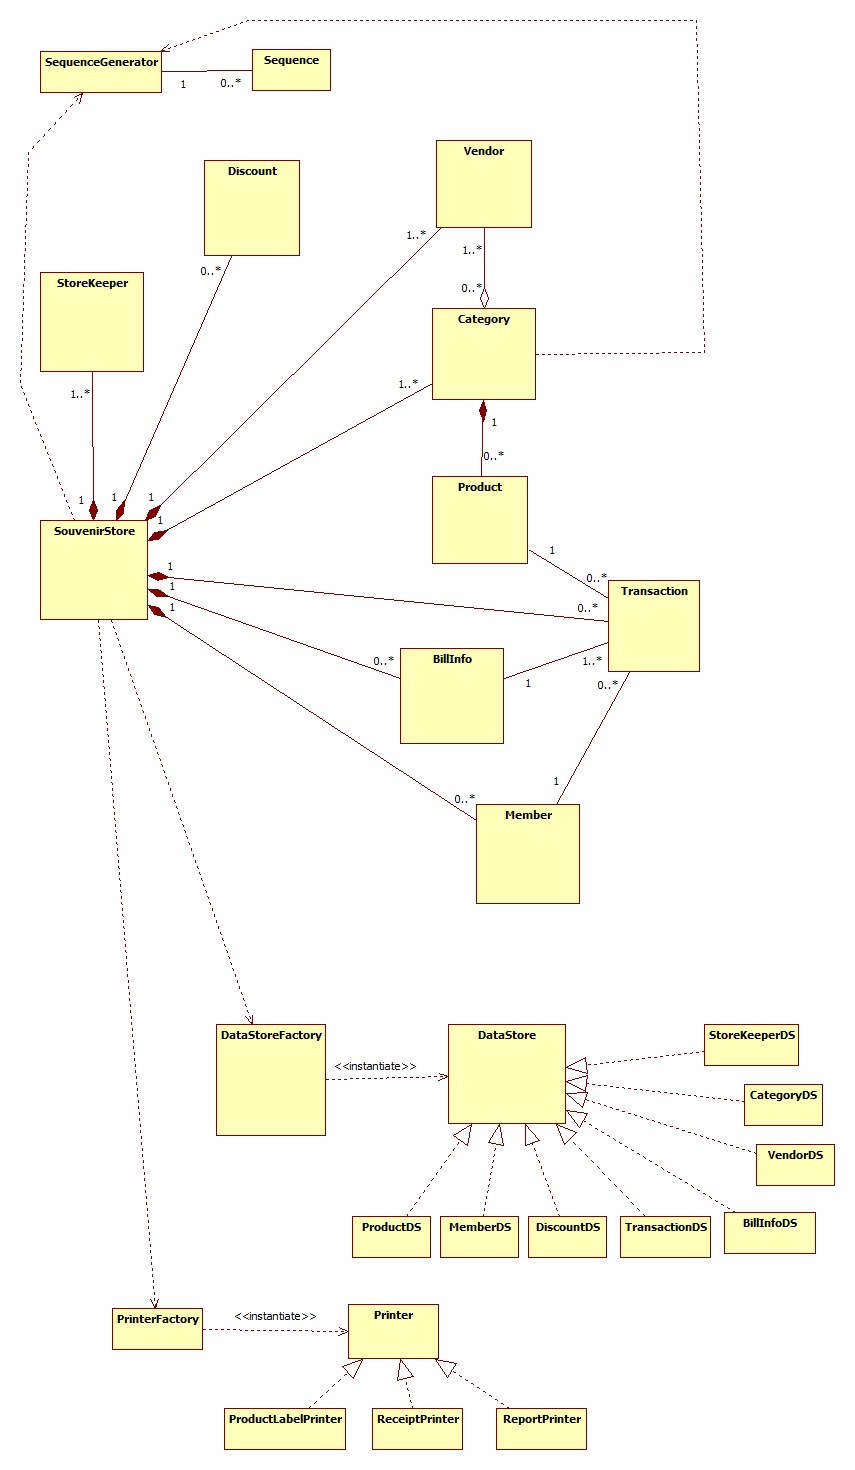 SequenceGenerator
Sequence
1
0..*
Vendor
Discount
1..*
1..*
0..*
StoreKeeper
0..*
Category
1..*
1..*
1
0..*
Product
1
1
1
1
SouvenirStore
1
1
0..*
1
1
1
0..*
Transaction
BillInfo
0..*
1..*
1
0..*
1
0..*
Member
DataStoreFactory
<<instantiate>>
DataStore
StoreKeeperDS
CategoryDS
VendorDS
BillInfoDS
ProductDS
MemberDS
DiscountDS
TransactionDS
PrinterFactory
<<instantiate>>
Printer
ProductLabelPrinter
ReceiptPrinter
ReportPrinter